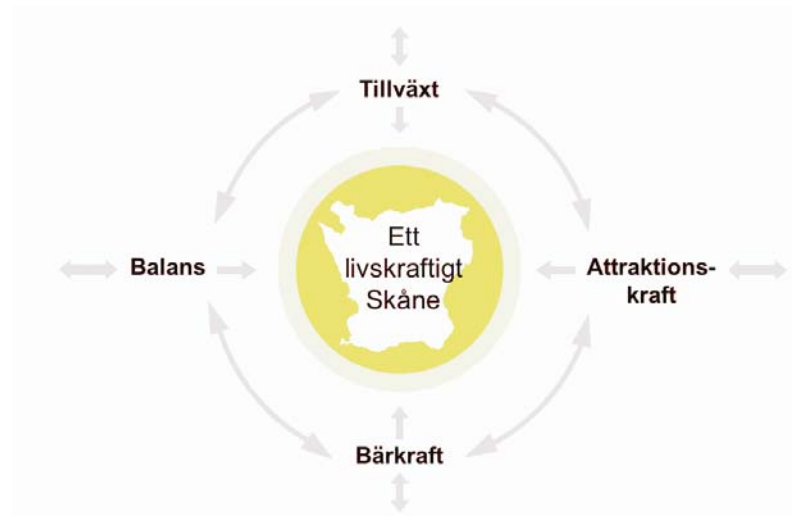 Tillväxt
Ett
livskraftigt
Skåne
Balans
Attraktions-
kraft
Bärkraft